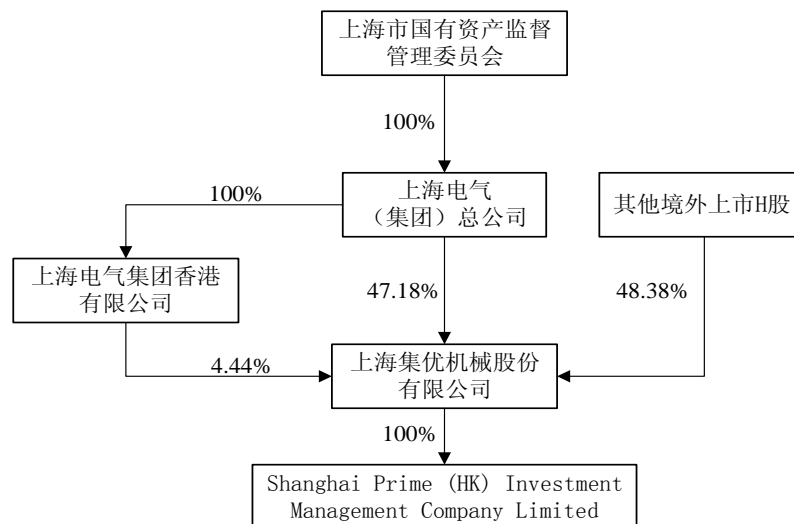 上海市国有资产监督
管理委员会
100%
100%
上海电气
（集团）总公司
其他境外上市H股
上海电气集团香港
有限公司
47.18%
48.38%
4.44%
上海集优机械股份
有限公司
100%
Shanghai Prime (HK) Investment
Management Company Limited